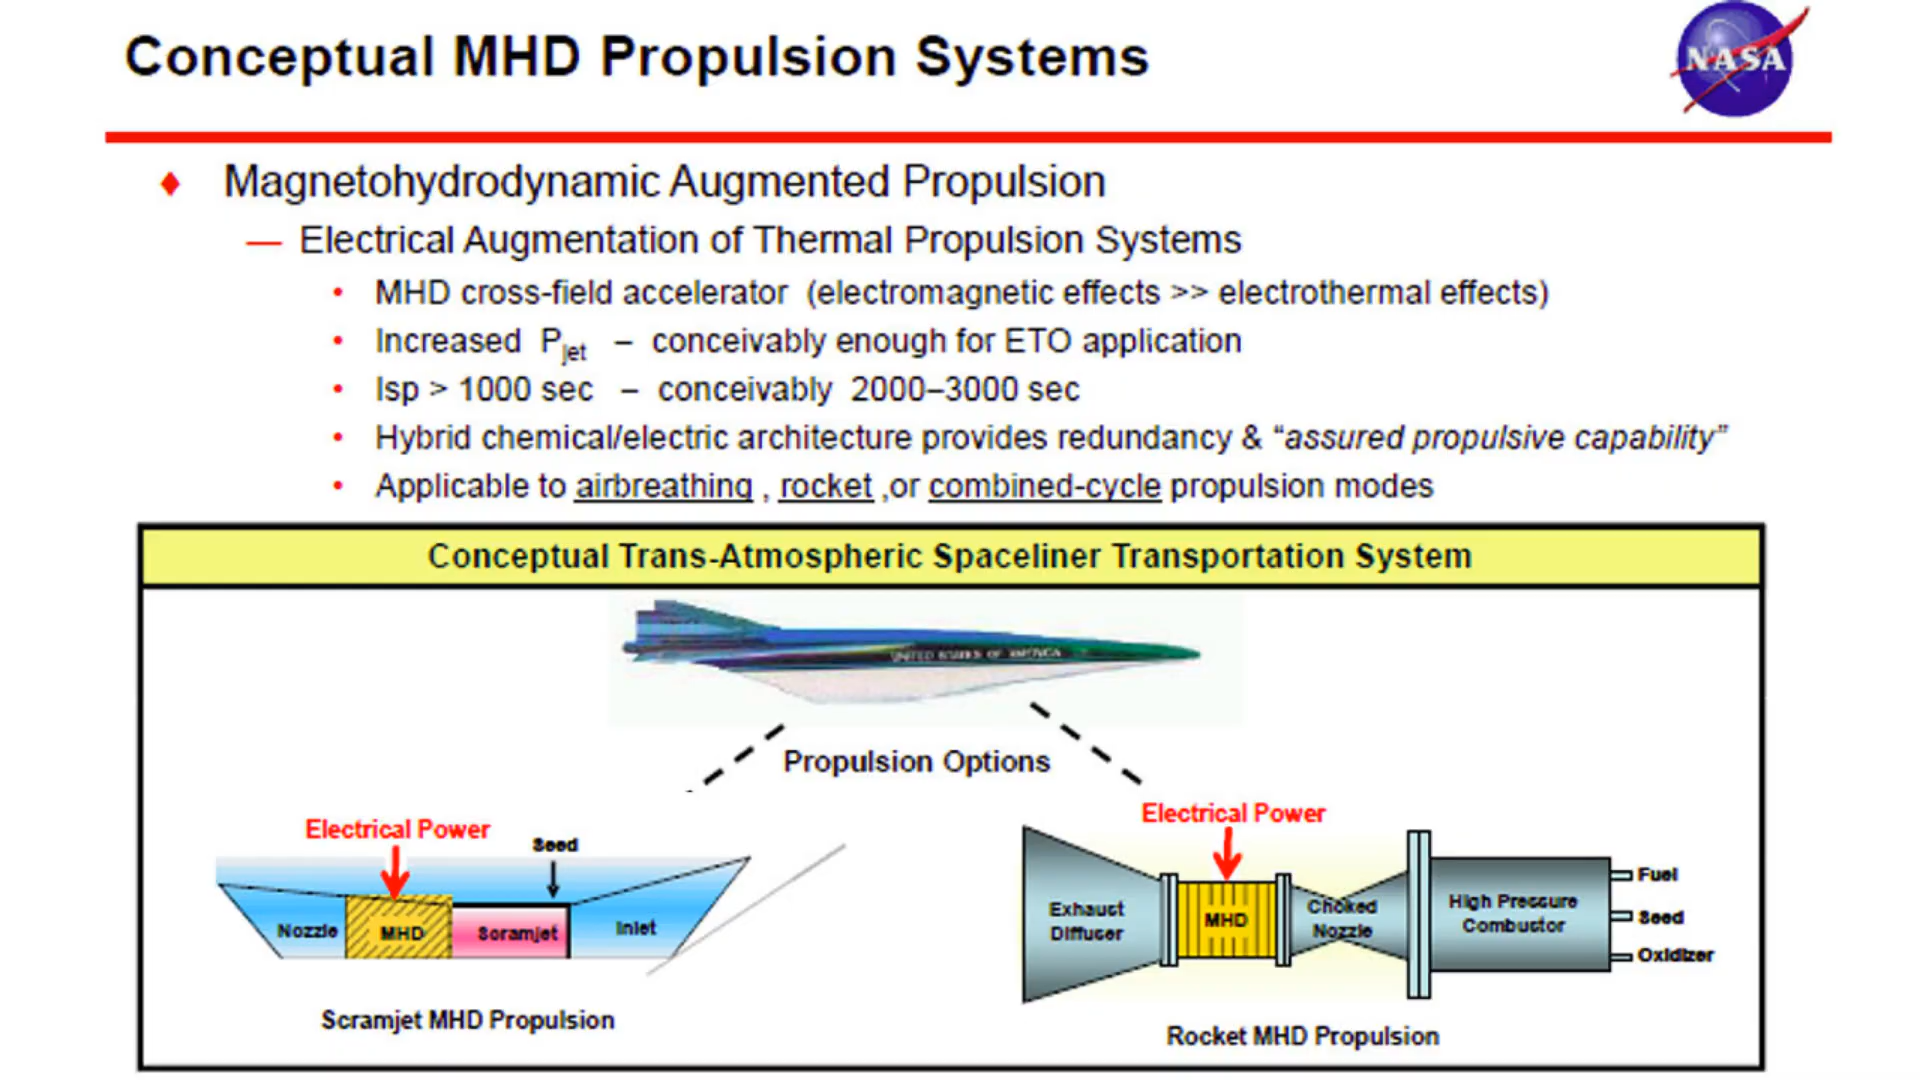 Conceptual MHD Propulsion Systems
NASA
♦ Magnetohydrodynamic Augmented Propulsion
— Electrical Augmentation of Thermal Propulsion Systems
• MHD cross-field accelerator (electromagnetic effects >> electrothermal effects)
• Increased Pjet – conceivably enough for ETO application
• Isp > 1000 sec – conceivably 2000–3000 sec
• Hybrid chemical/electric architecture provides redundancy & “assured propulsive capability”
• Applicable to airbreathing , rocket ,or combined-cycle propulsion modes
Conceptual Trans-Atmospheric Spaceliner Transportation System
UNITED STATES OF AMERICA
Propulsion Options
Electrical Power
Seed
Nozzle
MHD
Scramjet
Inlet
Scramjet MHD Propulsion
Electrical Power
Exhaust
Diffuser
MHD
Choked
Nozzle
High Pressure
Combustor
Fuel
Seed
Oxidizer
Rocket MHD Propulsion